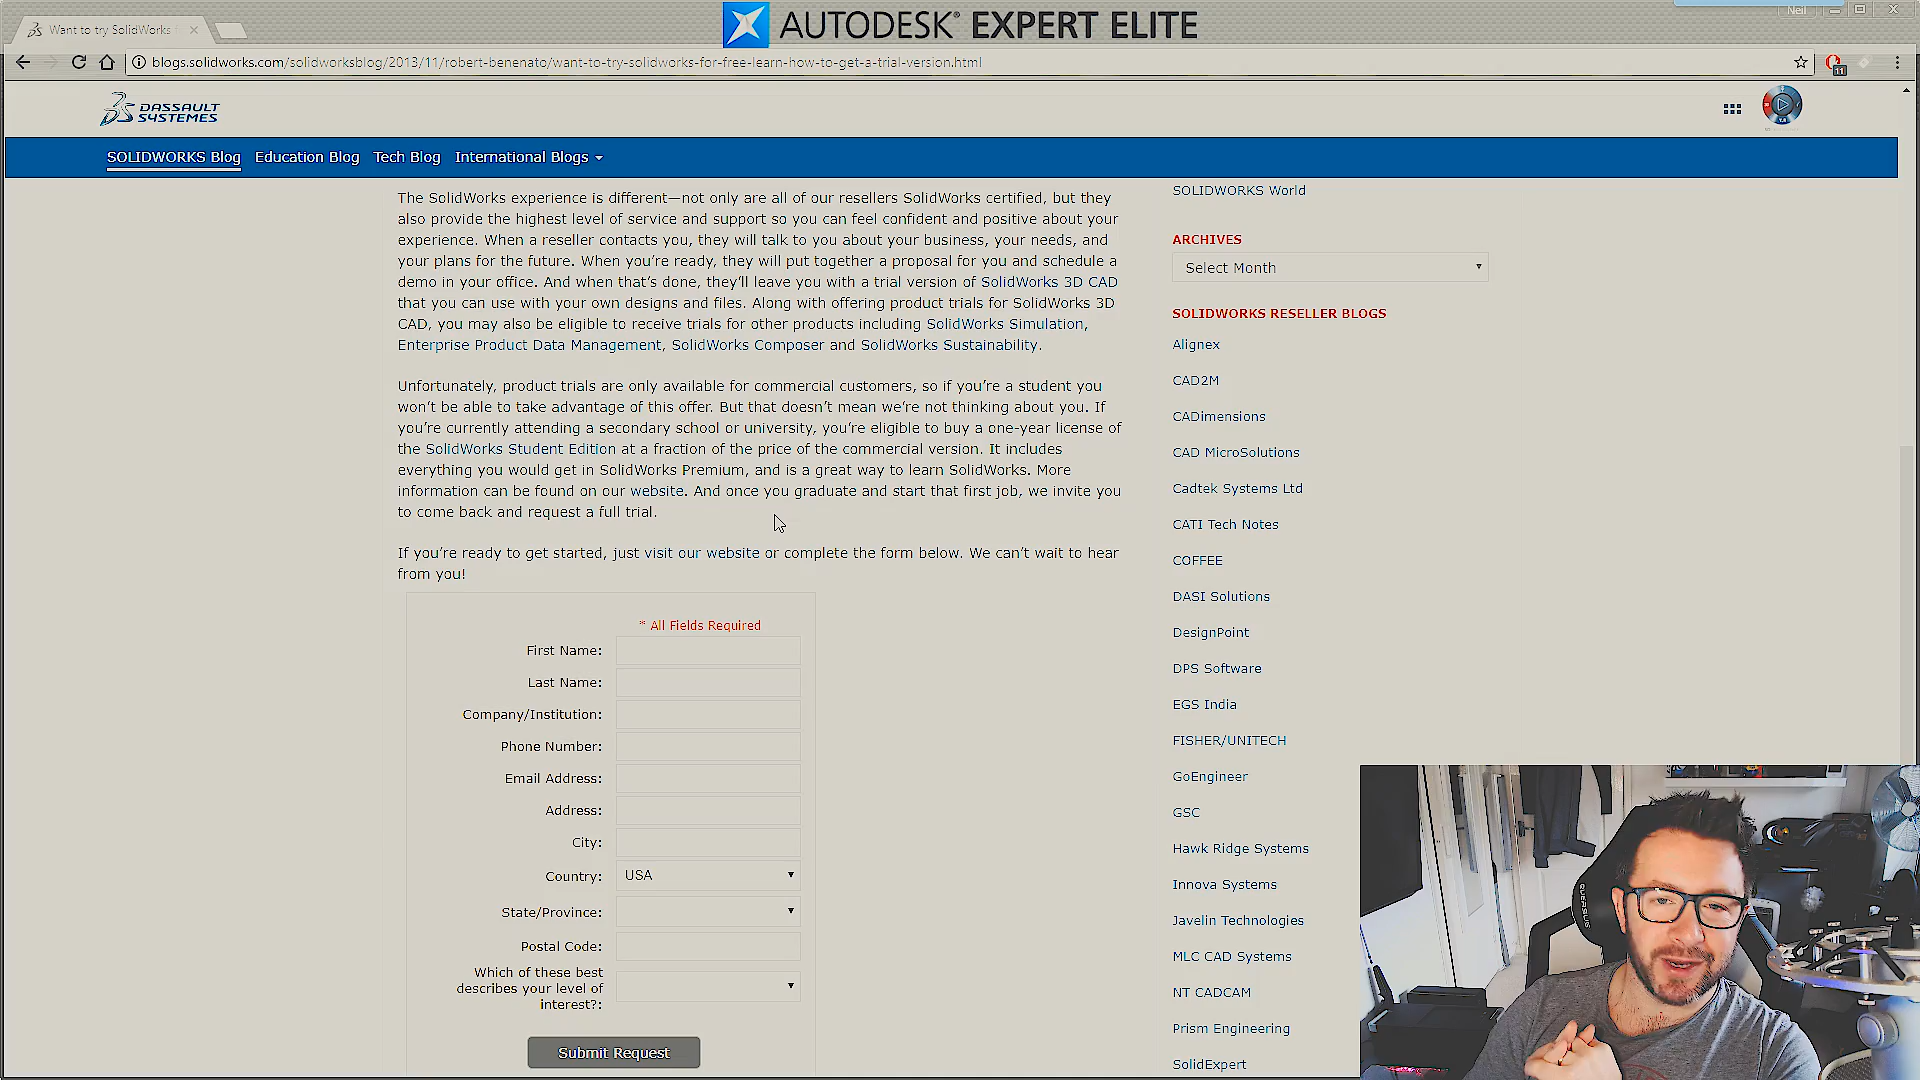 AUTODESK® EXPERT ELITE
Neil
Want to try SolidWorks
blogs.solidworks.com/solidworksblog/2013/11/robert-benenato/want-to-try-solidworks-for-free-learn-how-to-get-a-trial-version.html
11
DASSAULT
SYSTEMES
SOLIDWORKS Blog Education Blog Tech Blog International Blogs
The SolidWorks experience is different—not only are all of our resellers SolidWorks certified, but they
also provide the highest level of service and support so you can feel confident and positive about your
experience. When a reseller contacts you, they will talk to you about your business, your needs, and
your plans for the future. When you’re ready, they will put together a proposal for you and schedule a
demo in your office. And when that’s done, they’ll leave you with a trial version of SolidWorks 3D CAD
that you can use with your own designs and files. Along with offering product trials for SolidWorks 3D
CAD, you may also be eligible to receive trials for other products including SolidWorks Simulation,
Enterprise Product Data Management, SolidWorks Composer and SolidWorks Sustainability.
Unfortunately, product trials are only available for commercial customers, so if you’re a student you
won’t be able to take advantage of this offer. But that doesn’t mean we’re not thinking about you. If
you’re currently attending a secondary school or university, you’re eligible to buy a one-year license of
the SolidWorks Student Edition at a fraction of the price of the commercial version. It includes
everything you would get in SolidWorks Premium, and is a great way to learn SolidWorks. More
information can be found on our website. And once you graduate and start that first job, we invite you
to come back and request a full trial.
If you’re ready to get started, just visit our website or complete the form below. We can’t wait to hear
from you!
* All Fields Required
First Name:
Last Name:
Company/Institution:
Phone Number:
Email Address:
Address:
City:
Country: USA
State/Province:
Postal Code:
Which of these best
describes your level of
interest?:
Submit Request
SOLIDWORKS World
ARCHIVES
Select Month
SOLIDWORKS RESELLER BLOGS
Alignex
CAD2M
CADimensions
CAD MicroSolutions
Cadtek Systems Ltd
CATI Tech Notes
COFFEE
DASI Solutions
DesignPoint
DPS Software
EGS India
FISHER/UNITECH
GoEngineer
GSC
Hawk Ridge Systems
Innova Systems
Javelin Technologies
MLC CAD Systems
NT CADCAM
Prism Engineering
SolidExpert